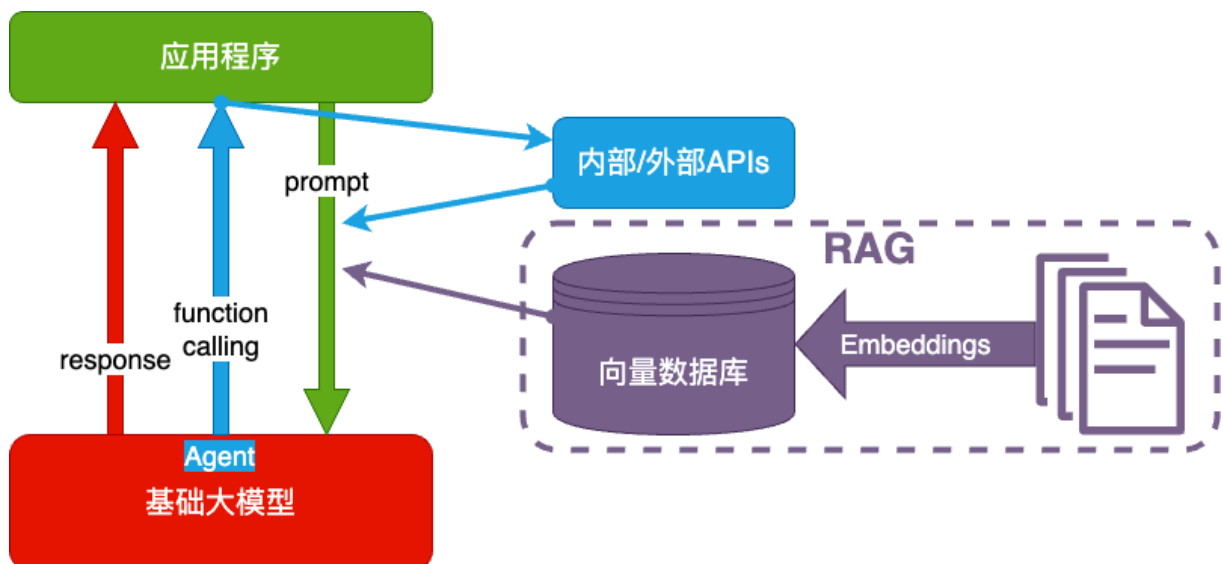 应用程序
内部/外部APIs
prompt
RAG
function
calling
response
Embeddings
向量数据库
Agent
基础大模型